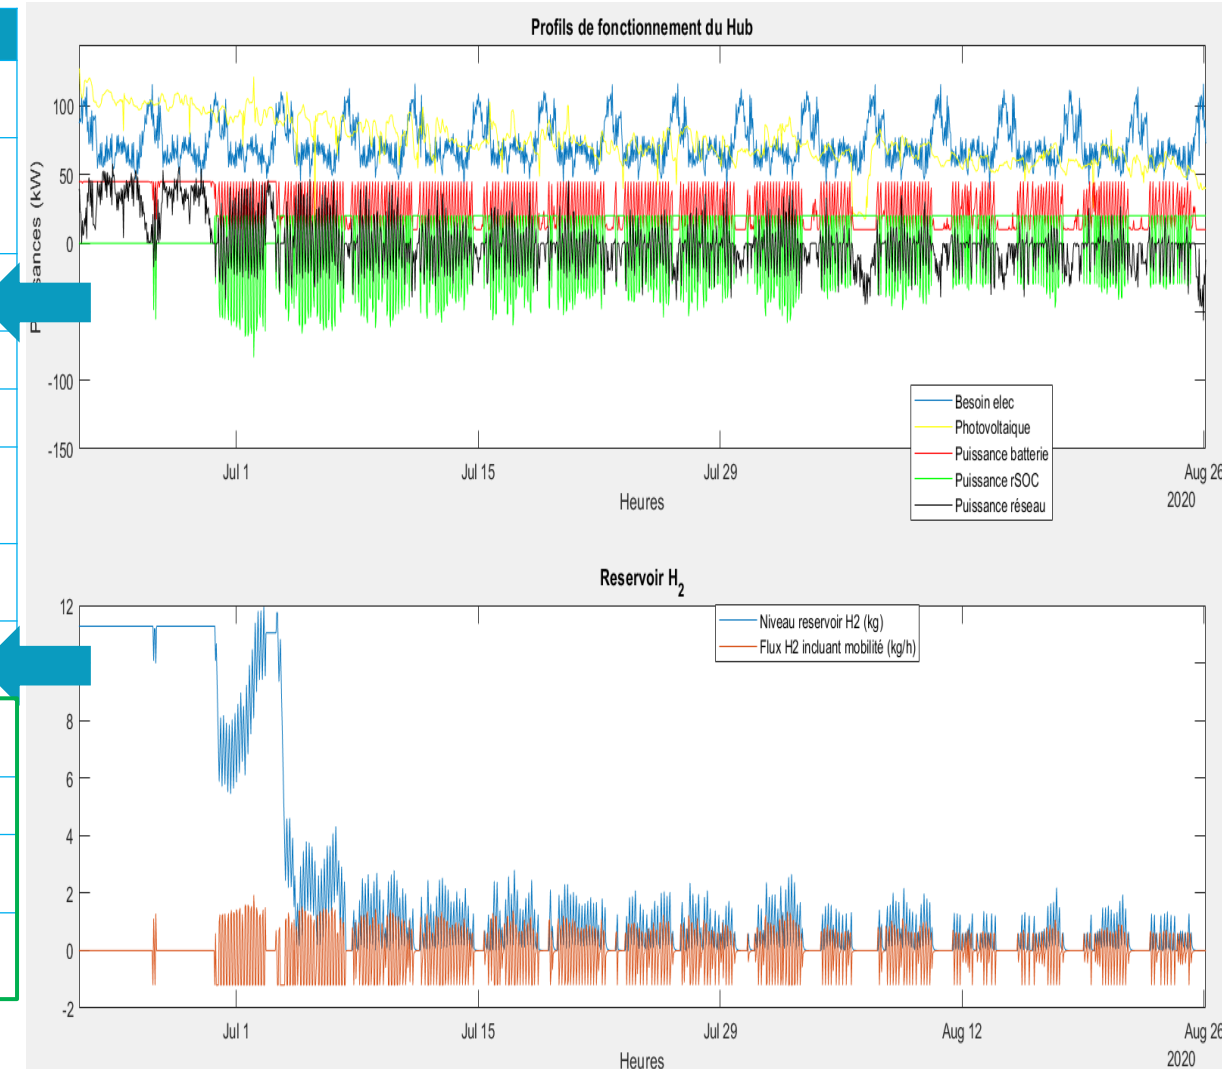 Profils de fonctionnement du Hub
100
50
0
-100
-150
sances (kW)
Jul 1
Jul 15
Jul 29
Aug 26
2020
Heures
Besoin elec
Photovoltaique
Puissance batterie
Puissance rSOC
Puissance réseau
Reservoir H2
12
8
6
4
2
0
-2
Niveau reservoir H2 (kg)
Flux H2 incluant mobilité (kg/h)
Jul 1
Jul 15
Jul 29
Aug 12
Aug 26
2020
Heures